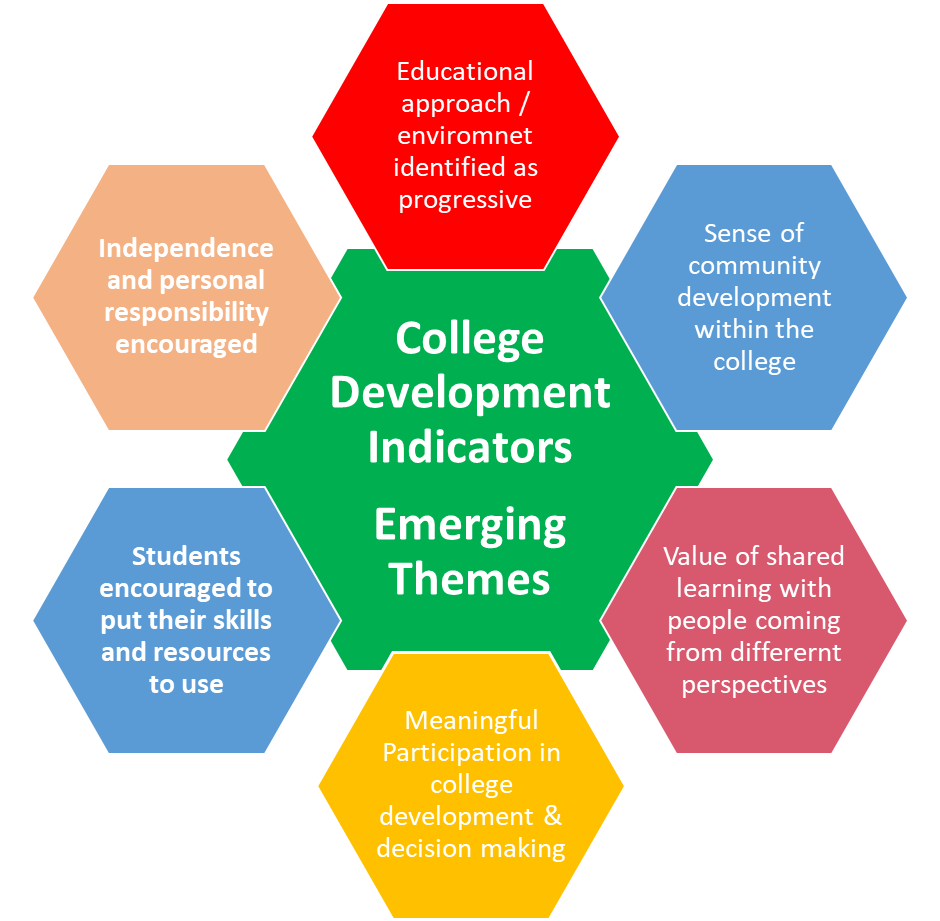 Educational
approach /
enviromnet
identified as
progressive
Sense of
community
development
within the
college
Value of shared
learning with
people coming
from differernt
perspectives
Meaningful
Participation in
college
development &
decision making
Students
encouraged to
put their skills
and resources
to use
Independence
and personal
responsibility
encouraged
College
Development
Indicators
Emerging
Themes